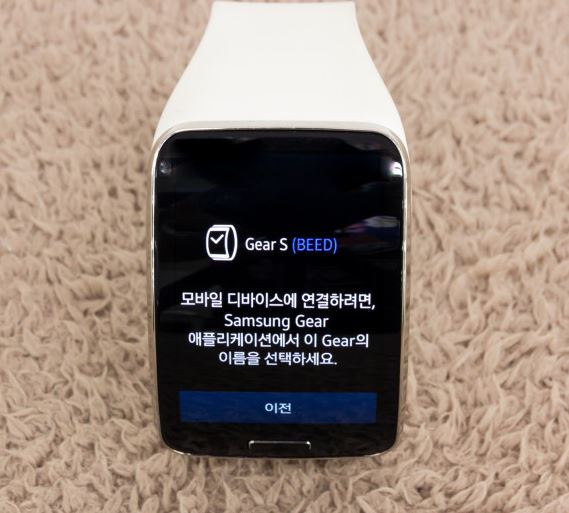 Gear S (BEED)
모바일 디바이스에 연결하려면,
Samsung Gear
애플리케이션에서 이 Gear의
이름을 선택하세요.
이전